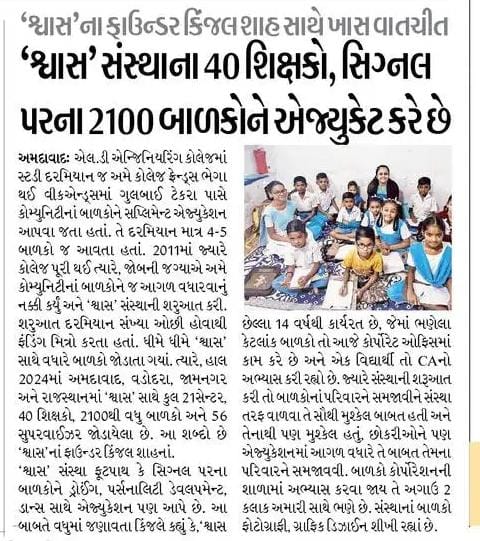 ‘શ્વાસ’ના ફાઉન્ડર કિંજલ શાહ સાથે ખાસ વાતચીત
‘શ્વાસ’ સંસ્થાના 40 શિક્ષકો, સિગ્નલ
પરના 2100 બાળકોને એજ્યુકેટ કરે છે
અમદાવાદઃ એલ.ડી એન્જિનિયરિંગ કોલેજમાં
સ્ટડી દરમિયાન જ અમે કોલેજ ફ્રેન્ડ્સ ભેગા
થઈ વીકએન્ડ્સમાં ગુલબાઈ ટેકરા પાસે
કોમ્યુનિટીનાં બાળકોને સપ્લિમેન્ટ એજ્યુકેશન
આપવા જતા હતાં. તે દરમિયાન માત્ર 4-5
બાળકો જ આવતા હતાં. 2011માં જ્યારે
કોલેજ પૂરી થઈ ત્યારે, જોબની જગ્યાએ અમે
કોમ્યુનિટીનાં બાળકોને જ આગળ વધારવાનું
નક્કી કર્યું અને ‘શ્વાસ’ સંસ્થાની શરુઆત કરી.
શરુઆત દરમિયાન સંખ્યા ઓછી હોવાથી
ફંડિંગ મિત્રો કરતા હતાં. ધીમે ધીમે ‘શ્વાસ’
સાથે વધારે બાળકો જોડાતા ગયાં. ત્યારે, હાલ
2024માં અમદાવાદ, વડોદરા, જામનગર
અને રાજસ્થાનમાં ‘શ્વાસ’ સાથે કુલ 21સેન્ટર,
40 શિક્ષકો, 2100થી વધુ બાળકો અને 56
સુપરવાઈઝર જોડાયેલા છે. આ શબ્દો છે
‘શ્વાસ’નાં ફાઉન્ડર કિંજલ શાહનાં.
‘શ્વાસ’ સંસ્થા ફૂટપાથ કે સિગ્નલ પરના
બાળકોને ડ્રોઈંગ, પર્સનાલિટી ડેવલપમેન્ટ,
ડાન્સ સાથે એજ્યુકેશન પણ આપે છે. આ
બાબતે વધુમાં જણાવતા કિંજલે કહ્યું કે, ‘શ્વાસ
છેલ્લા 14 વર્ષથી કાર્યરત છે, જેમાં ભણેલા
કેટલાંક બાળકો તો આજે કોર્પોરેટ ઓફિસમાં
કામ કરે છે અને એક વિદ્યાર્થી તો CAનો
અભ્યાસ કરી રહ્યો છે. જ્યારે સંસ્થાની શરૂઆત
કરી તો બાળકોનાં પરિવારને સમજાવીને સંસ્થા
તરફ વાળવા તે સૌથી મુશ્કેલ બાબત હતી અને
તેનાથી પણ મુશ્કેલ હતું, છોકરીઓને પણ
એજ્યુકેશનમાં આગળ વધારે તે બાબત તેમના
પરિવારને સમજાવવી. બાળકો કોર્પોરેશનની
શાળામાં અભ્યાસ કરવા જાય તે અગાઉ 2
કલાક અમારી સાથે ભણે છે. સંસ્થાનાં બાળકો
ફોટોગ્રાફી, ગ્રાફિક ડિઝાઈન શીખી રહ્યાં છે.